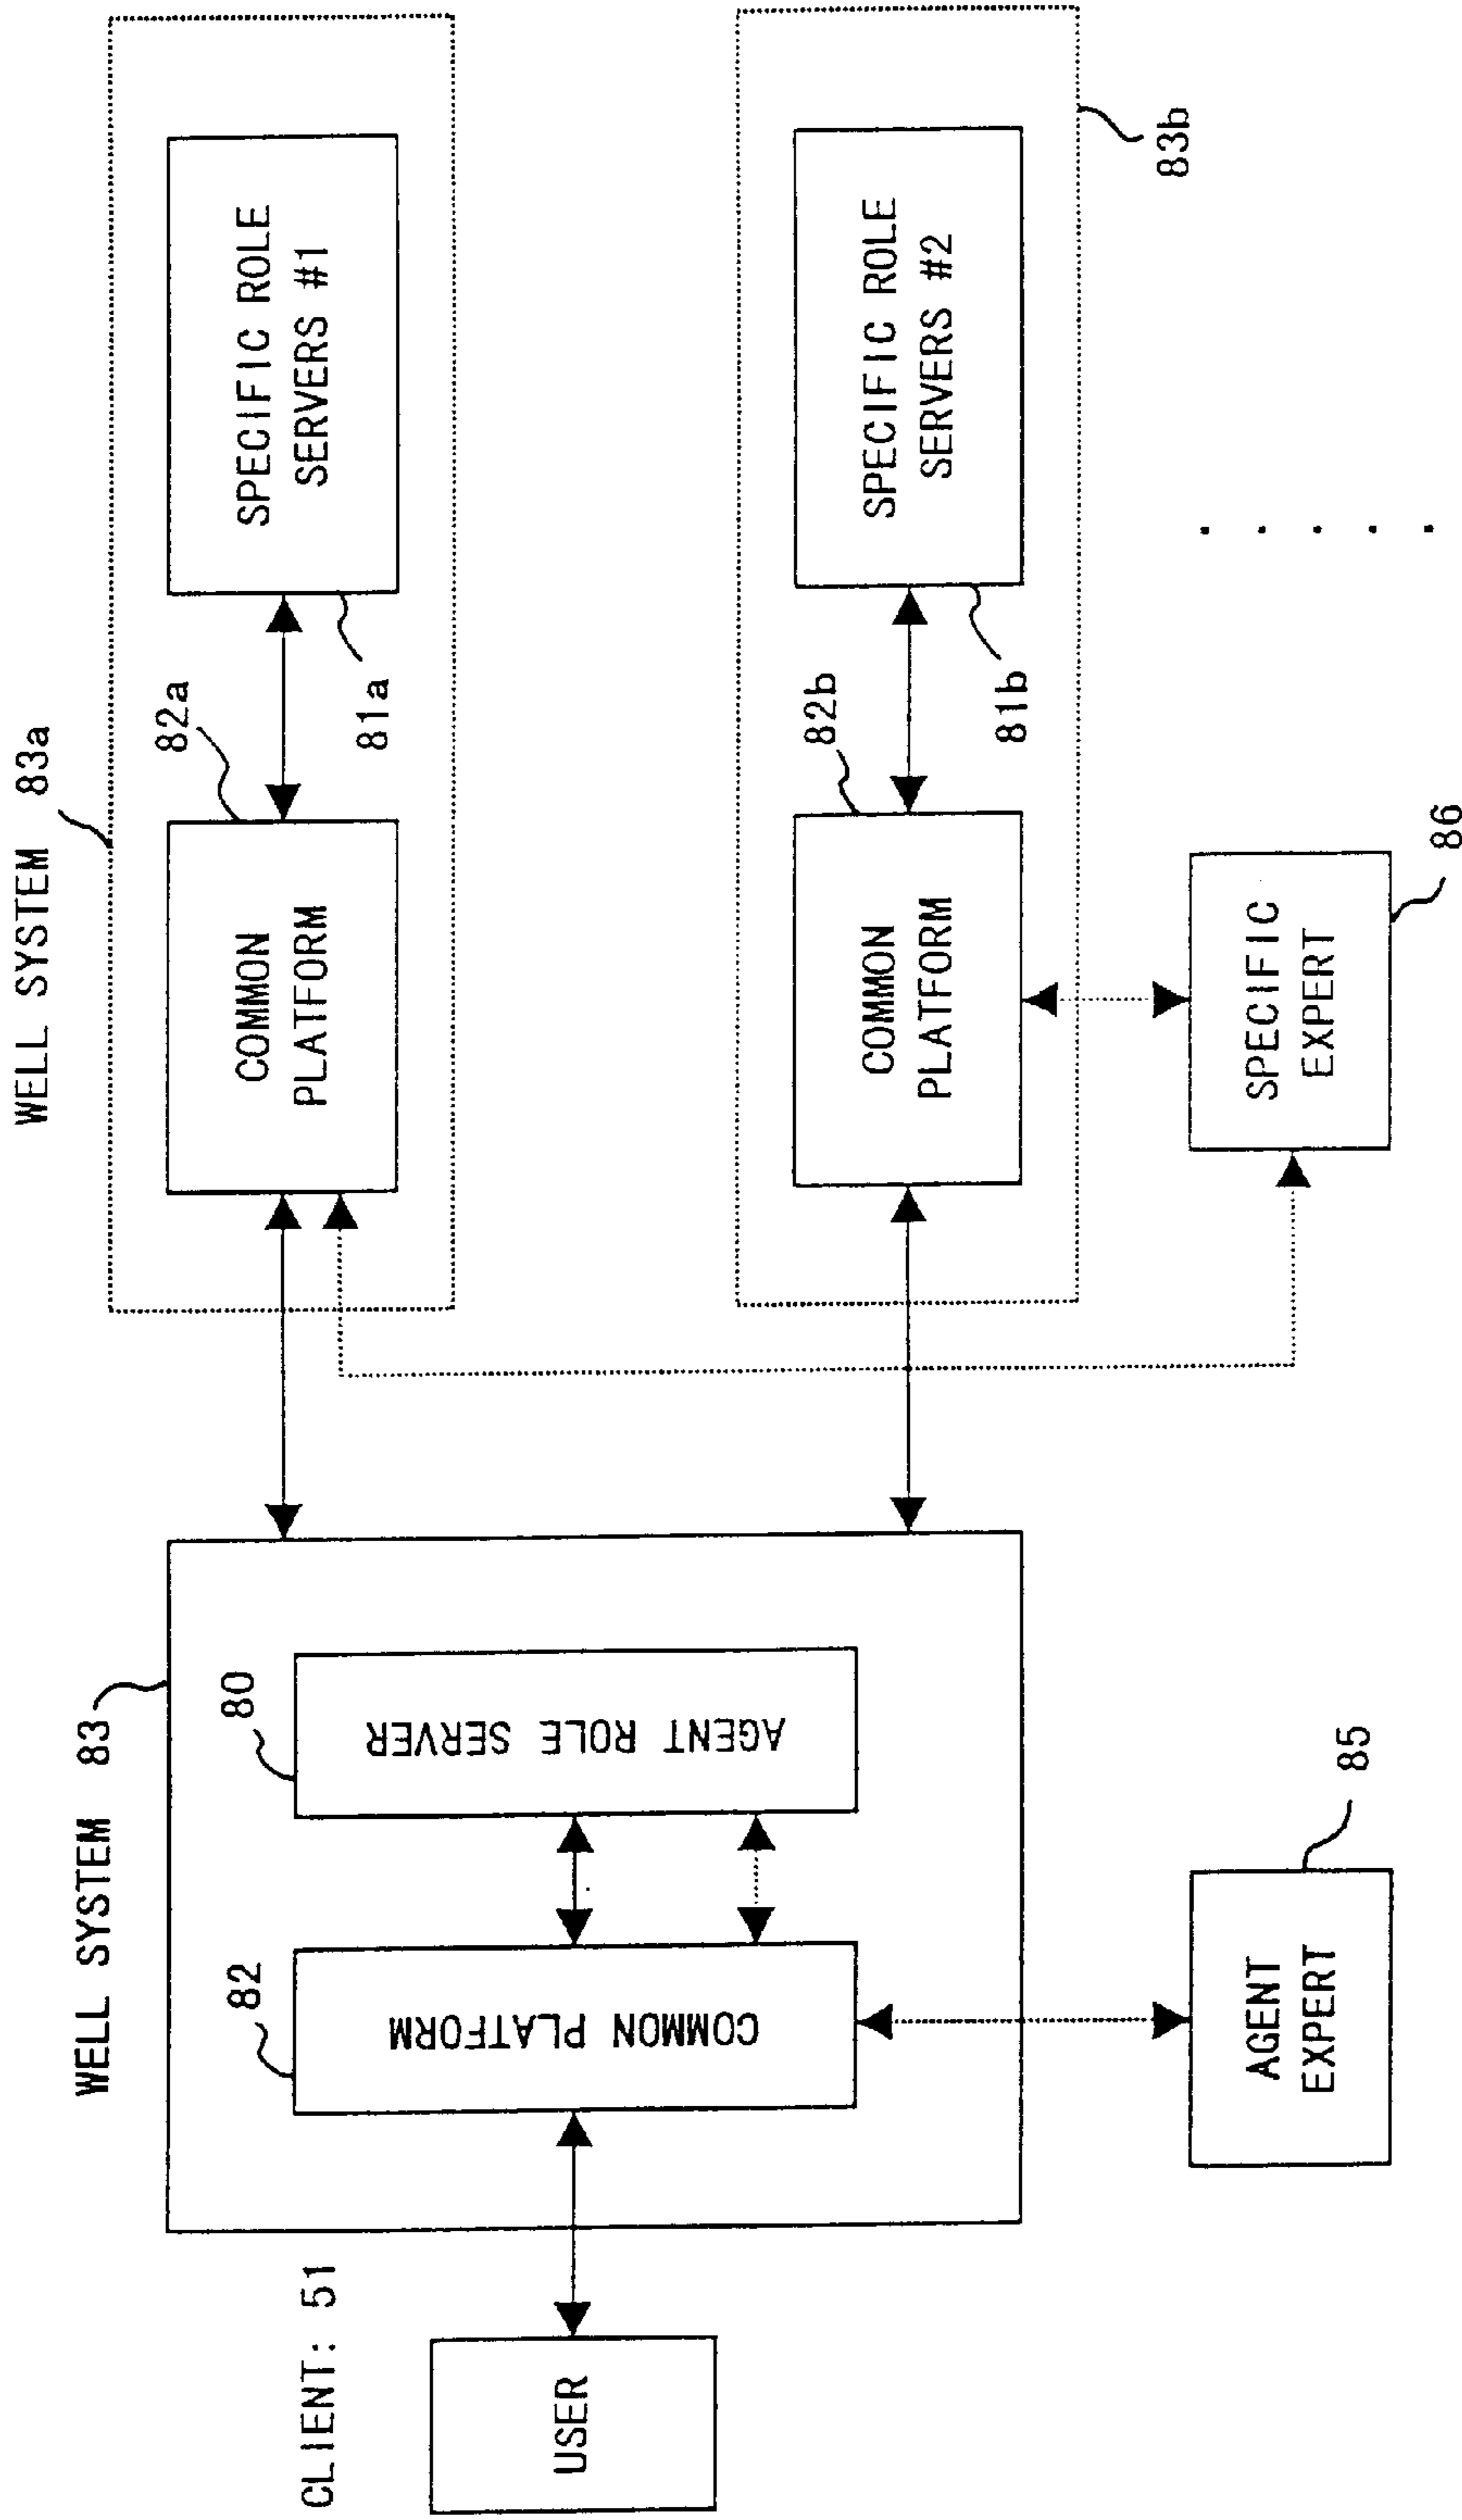 WELL SYSTEM 83a
82a
COMMON
PLATFORM
SPECIFIC ROLE
SERVERS #1
81a
WELL SYSTEM 83
82
COMMON PLATFORM
80
AGENT ROLE SERVER
CLIENT: 51
USER
82b
COMMON
PLATFORM
SPECIFIC ROLE
SERVERS #2
81b
83b
AGENT
EXPERT
85
SPECIFIC
EXPERT
86